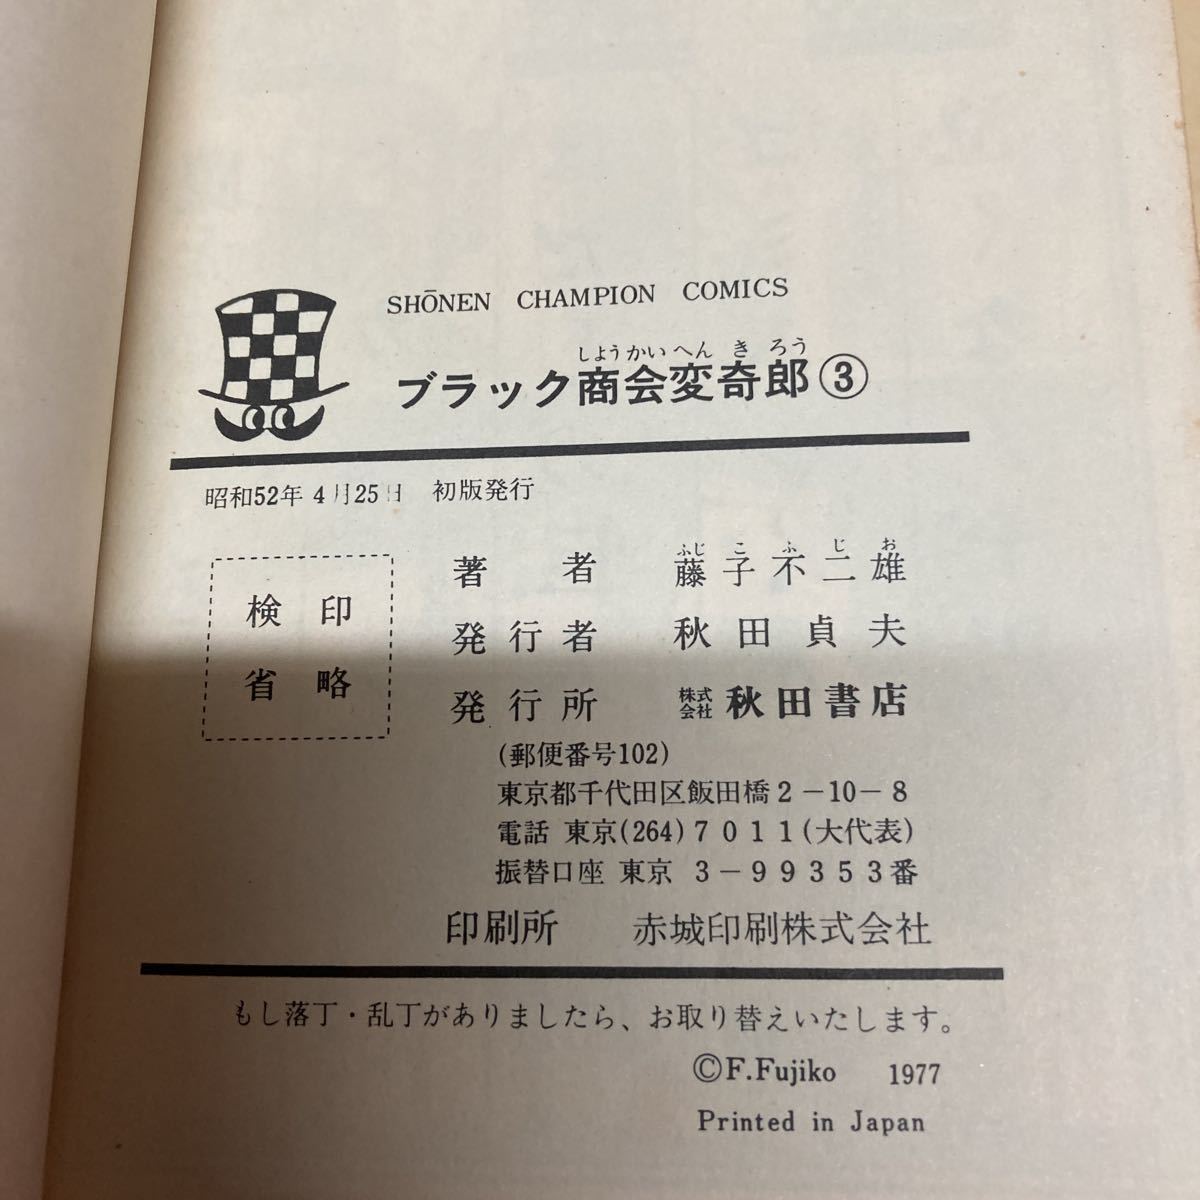 SHŌNEN CHAMPION COMICS
しようかいへんきろう
ブラック商会変奇郎③
昭和52年4月25日 初版発行
検印
省略
ふじこふじお
著者 藤子不二雄
発行者 秋田貞夫
発行所 株式会社 秋田書店
(郵便番号102)
東京都千代田区飯田橋2-10-8
電話 東京(264)7011(大代表)
振替口座 東京 3-99353番
印刷所 赤城印刷株式会社
もし落丁・乱丁がありましたら、お取り替えいたします。
©F.Fujiko 1977
Printed in Japan